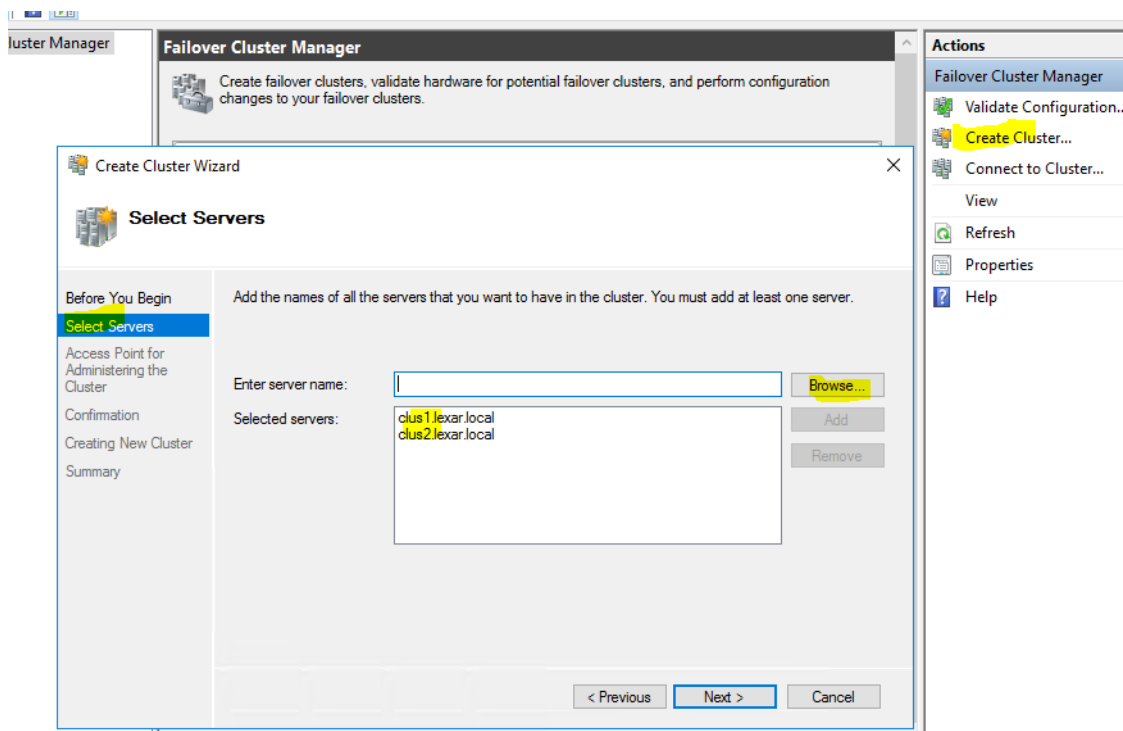 luster Manager
Failover Cluster Manager
Create failover clusters, validate hardware for potential failover clusters, and perform configuration
changes to your failover clusters.
Create Cluster Wizard
Select Servers
Before You Begin
Select Servers
Access Point for
Administering the
Cluster
Confirmation
Creating New Cluster
Summary
Add the names of all the servers that you want to have in the cluster. You must add at least one server.
Enter server name:
Browse...
Selected servers:
clus1.lexar.local
clus2.lexar.local
Add
Remove
< Previous
Next >
Cancel
Actions
Failover Cluster Manager
Validate Configuration..
Create Cluster...
Connect to Cluster...
View
Refresh
Properties
Help